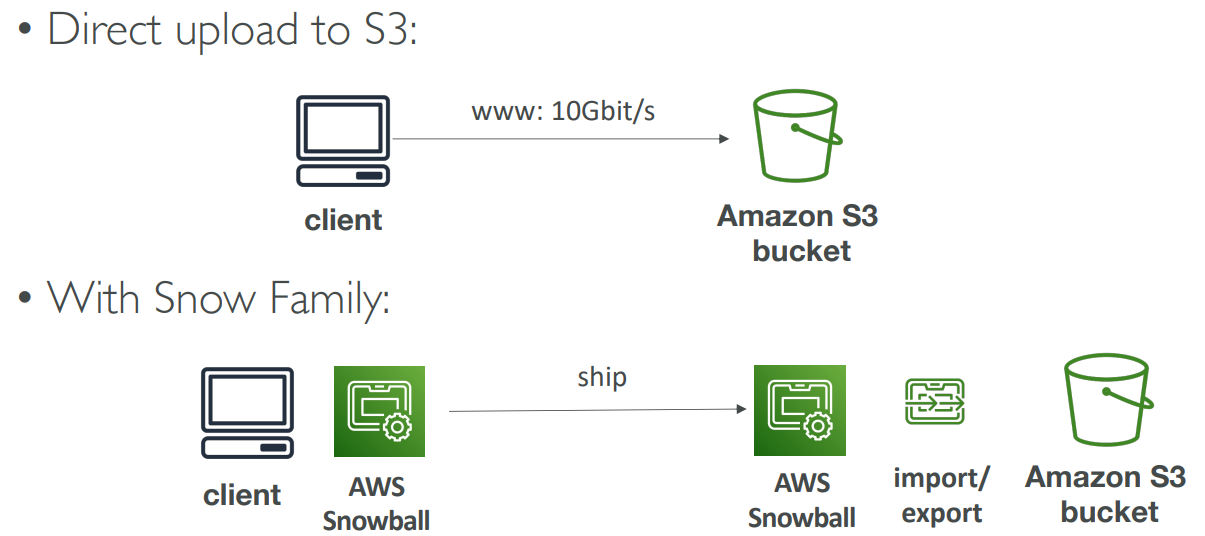 • Direct upload to S3:
www: 10Gbit/s
client
Amazon S3
bucket
• With Snow Family:
ship
client
AWS
Snowball
AWS
Snowball
import/
export
Amazon S3
bucket